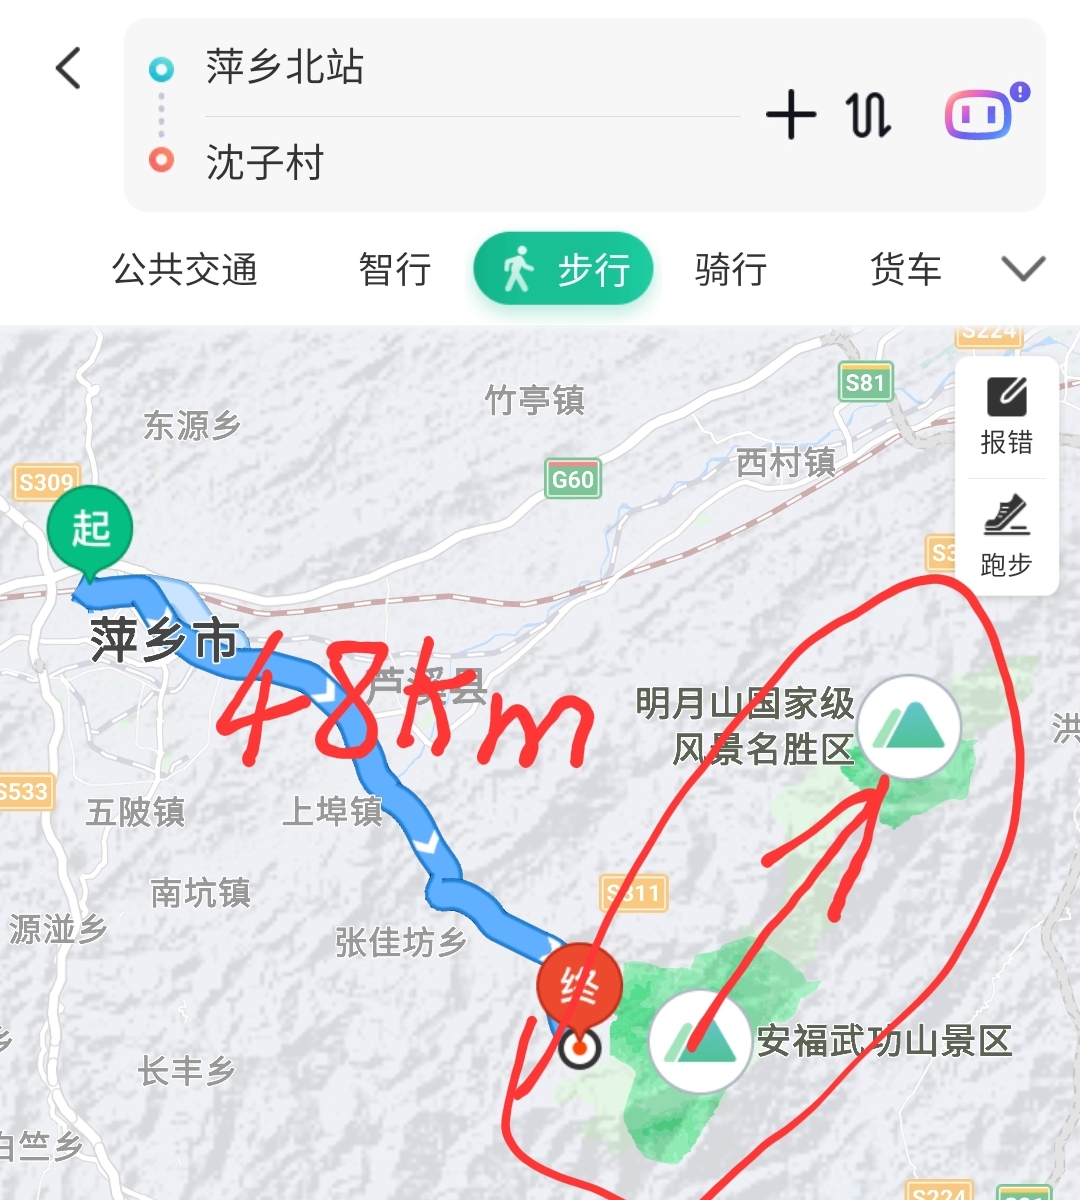 萍乡北站
沈子村
公共交通
智行
步行
骑行
货车
S224
S81
报错
竹亭镇
东源乡
西村镇
G60
S309
起
跑步
萍乡市
48km
芦溪县
明月山国家级
风景名胜区
洪
S533
五陂镇
上埠镇
南坑镇
S311
源湴乡
张佳坊乡
终
安福武功山景区
长丰乡
白竺乡
S224